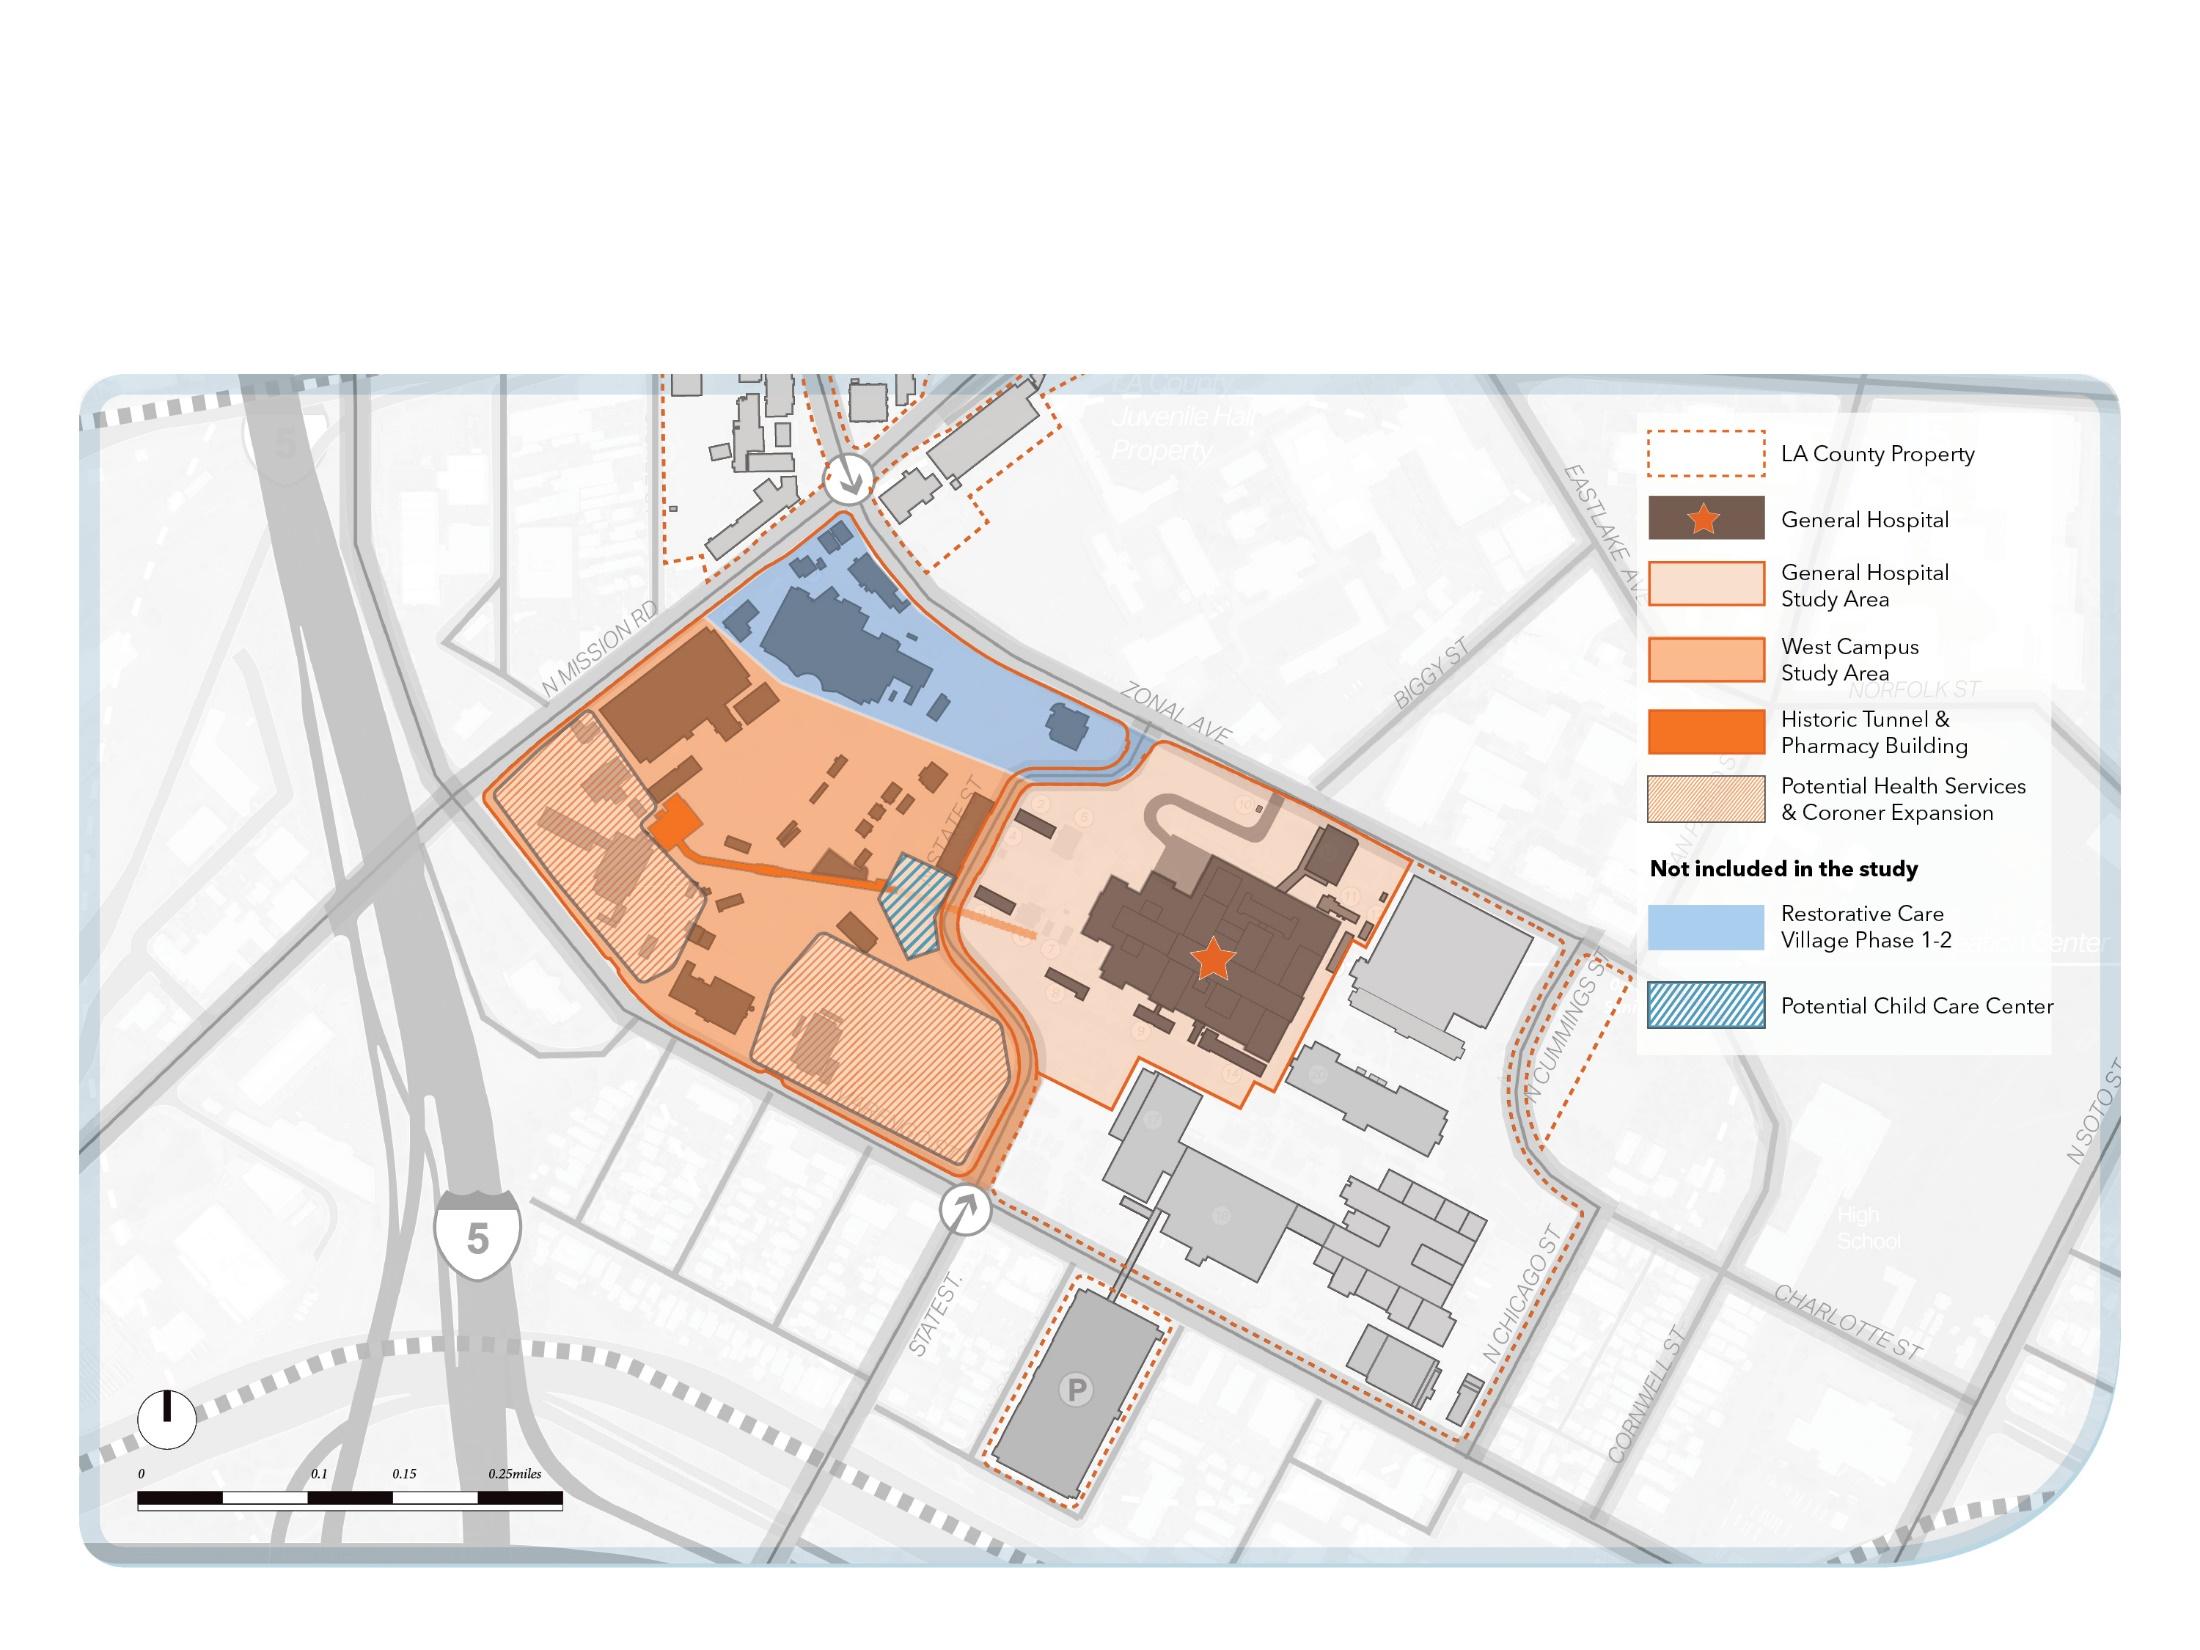 LA County
Juvenile Hall
Property
5
N MISSION RD
ZONAL AVE
BIGGY ST
EASTLAKE AVE
NORFOLK ST
STATE ST
N CUMMINGS ST
N SOTO ST
High
School
N CHICAGO ST
CHARLOTTE ST
CORNWELL ST
STATE ST.
P
5
0
0.1
0.15
0.25miles
LA County Property
General Hospital
General Hospital
Study Area
West Campus
Study Area
Historic Tunnel &
Pharmacy Building
Potential Health Services
& Coroner Expansion
Not included in the study
Restorative Care
Village Phase 1-2
Potential Child Care Center